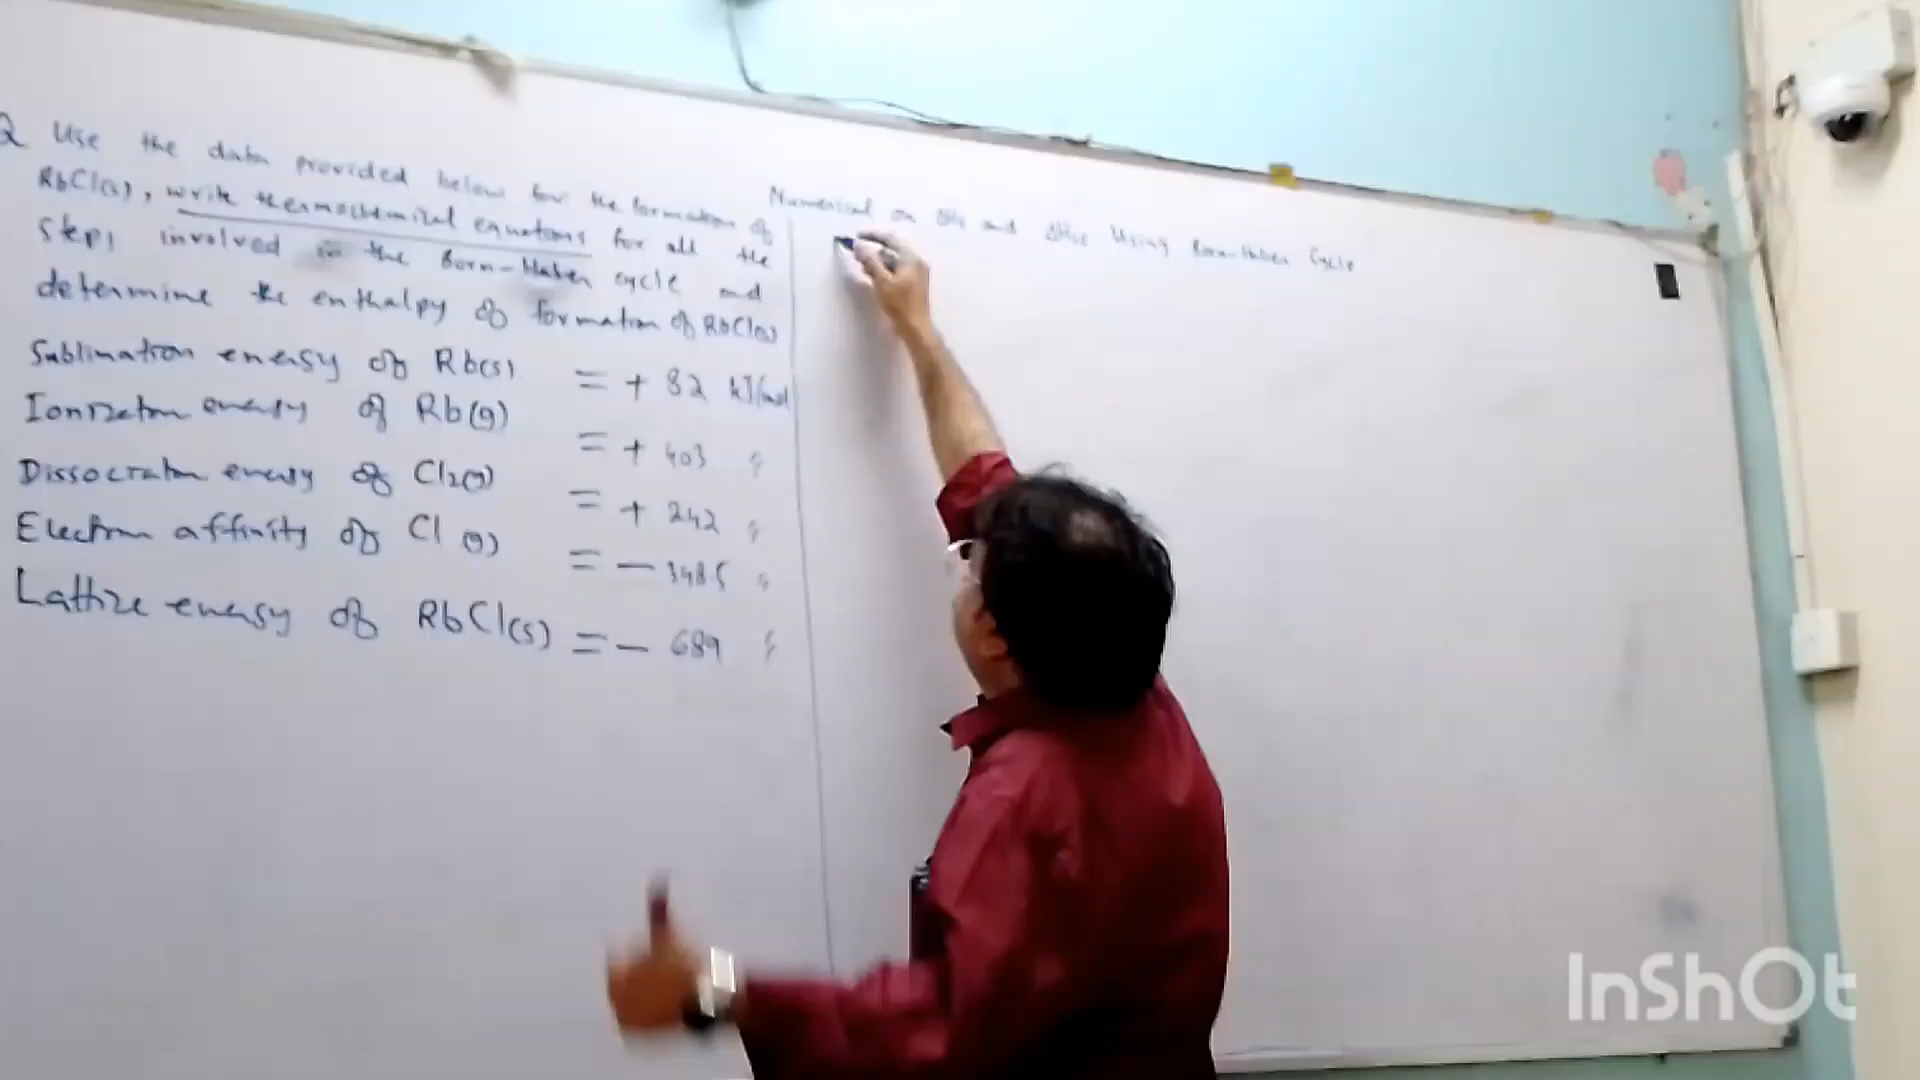 Q Use the data provided below for the formation of
RbCl(s), write thermochemical equations for all the
steps involved in the Born-Haber cycle and
determine the enthalpy of formation of RbCl(s)
Sublimation energy of Rb(s) = + 82 kJ/mol
Ionization energy of Rb(g) = + 403 "
Dissociation energy of Cl2(g) = + 242 "
Electron affinity of Cl (g) = - 348.5 "
Lattice energy of RbCl(s) = - 689 "
Numerical on and using Born-Haber Cycle
InShOt